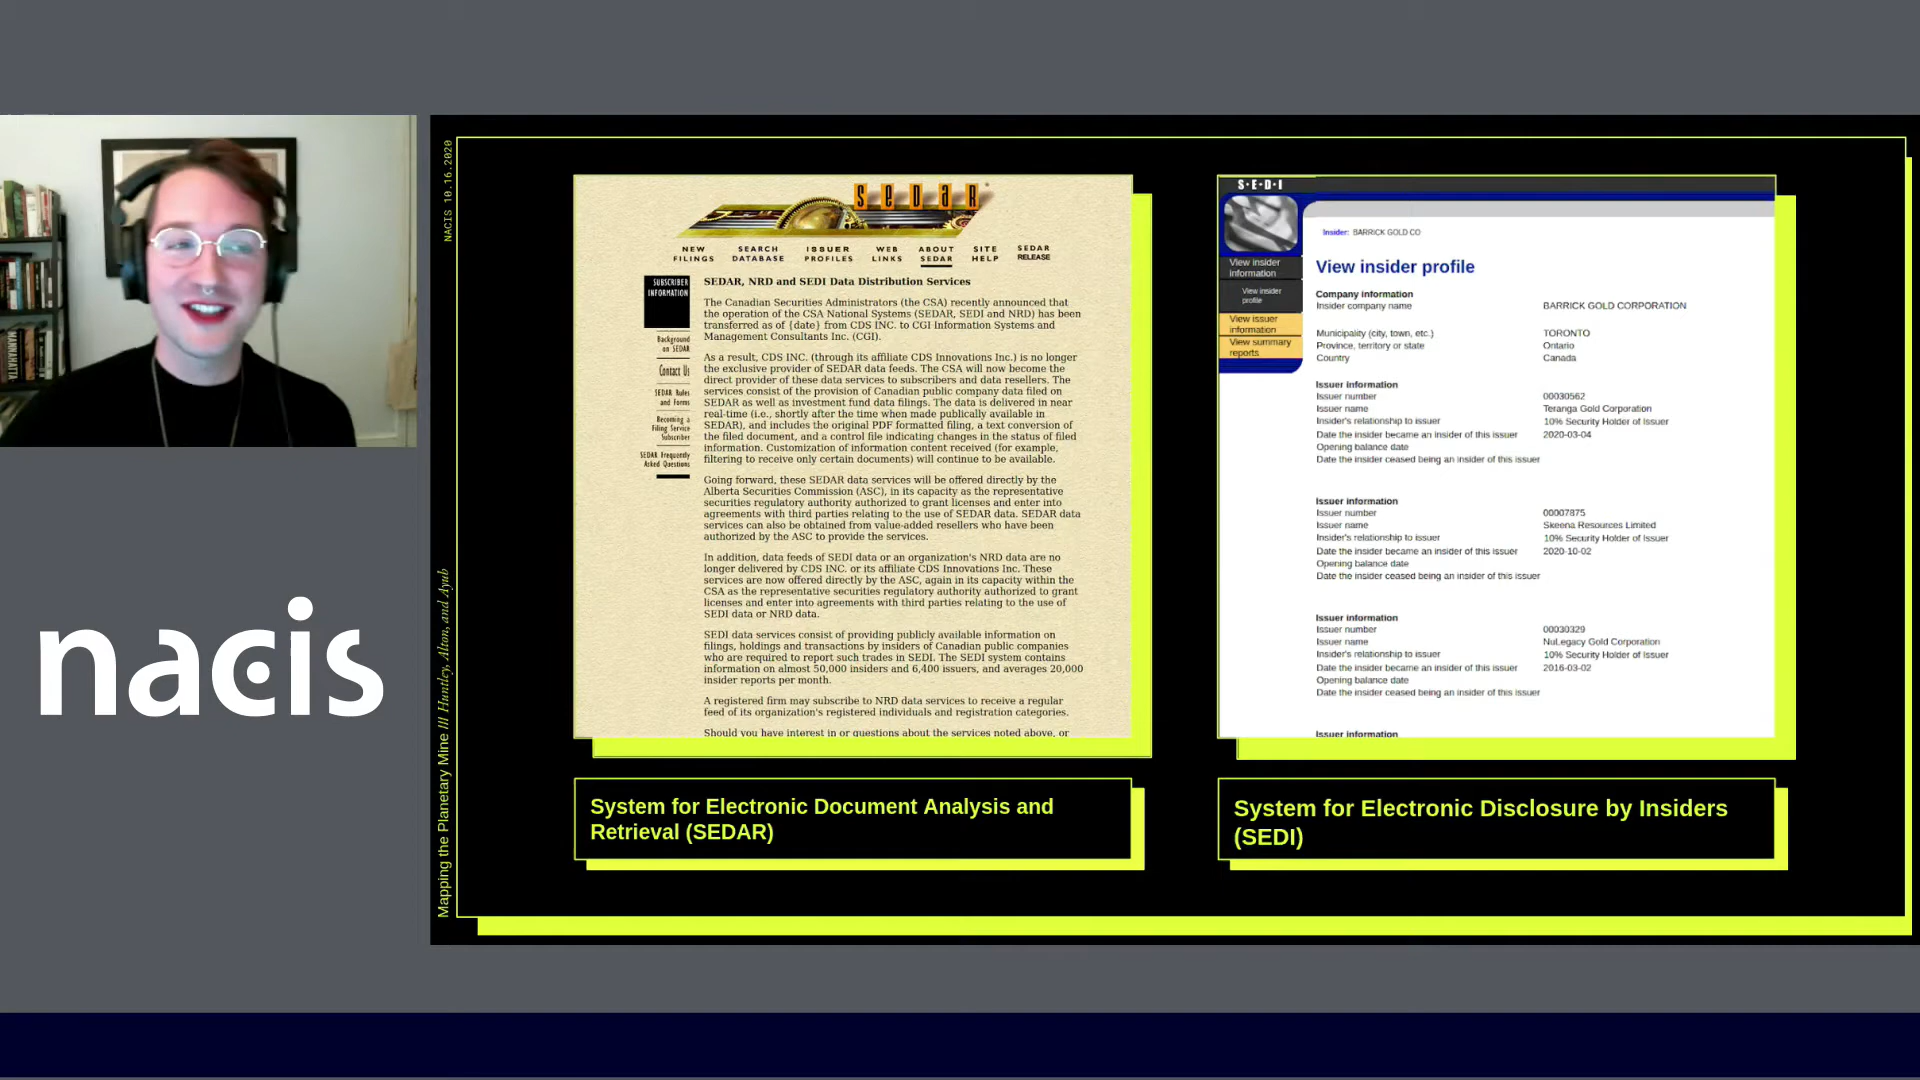 NACIS 10.16.2020
Mapping the Planetary Mine /// Huntley, Alton, and Ayub
nacis
MANNAHATTA
sedar
NEW FILINGS
SEARCH DATABASE
ISSUER PROFILES
WEB LINKS
ABOUT SEDAR
SITE HELP
SEDAR RELEASE
SUBSCRIBER
INFORMATION
Background
on SEDAR
Contact Us
SEDAR Rules
and Forms
Becoming a
Filing Service
Subscriber
SEDAR Frequently
Asked Questions
SEDAR, NRD and SEDI Data Distribution Services
The Canadian Securities Administrators (the CSA) recently announced that
the operation of the CSA National Systems (SEDAR, SEDI and NRD) has been
transferred as of {date} from CDS INC. to CGI Information Systems and
Management Consultants Inc. (CGI).
As a result, CDS INC. (through its affiliate CDS Innovations Inc.) is no longer
the exclusive provider of SEDAR data feeds. The CSA will now become the
direct provider of these data services to subscribers and data resellers. The
services consist of the provision of Canadian public company data filed on
SEDAR as well as investment fund data filings. The data is delivered in near
real-time (i.e., shortly after the time when made publically available in
SEDAR), and includes the original PDF formatted filing, a text conversion of
the filed document, and a control file indicating changes in the status of filed
information. Customization of information content received (for example,
filtering to receive only certain documents) will continue to be available.
Going forward, these SEDAR data services will be offered directly by the
Alberta Securities Commission (ASC), in its capacity as the representative
securities regulatory authority authorized to grant licenses and enter into
agreements with third parties relating to the use of SEDAR data. SEDAR data
services can also be obtained from value-added resellers who have been
authorized by the ASC to provide the services.
In addition, data feeds of SEDI data or an organization's NRD data are no
longer delivered by CDS INC. or its affiliate CDS Innovations Inc. These
services are now offered directly by the ASC, again in its capacity within the
CSA as the representative securities regulatory authority authorized to grant
licenses and enter into agreements with third parties relating to the use of
SEDI data or NRD data.
SEDI data services consist of providing publicly available information on
filings, holdings and transactions by insiders of Canadian public companies
who are required to report such trades in SEDI. The SEDI system contains
information on almost 50,000 insiders and 6,400 issuers, and averages 20,000
insider reports per month.
A registered firm may subscribe to NRD data services to receive a regular
feed of its organization's registered individuals and registration categories.
Should you have interest in or questions about the services noted above, or
System for Electronic Document Analysis and
Retrieval (SEDAR)
S·E·D·I
View insider
information
View insider
profile
View issuer
information
View summary
reports
Insider: BARRICK GOLD CO
View insider profile
Company information
Insider company name BARRICK GOLD CORPORATION
Municipality (city, town, etc.) TORONTO
Province, territory or state Ontario
Country Canada
Issuer information
Issuer number 00030562
Issuer name Teranga Gold Corporation
Insider's relationship to issuer 10% Security Holder of Issuer
Date the insider became an insider of this issuer 2020-03-04
Opening balance date
Date the insider ceased being an insider of this issuer
Issuer information
Issuer number 00007875
Issuer name Skeena Resources Limited
Insider's relationship to issuer 10% Security Holder of Issuer
Date the insider became an insider of this issuer 2020-10-02
Opening balance date
Date the insider ceased being an insider of this issuer
Issuer information
Issuer number 00030329
Issuer name NuLegacy Gold Corporation
Insider's relationship to issuer 10% Security Holder of Issuer
Date the insider became an insider of this issuer 2016-03-02
Opening balance date
Date the insider ceased being an insider of this issuer
Issuer information
System for Electronic Disclosure by Insiders
(SEDI)